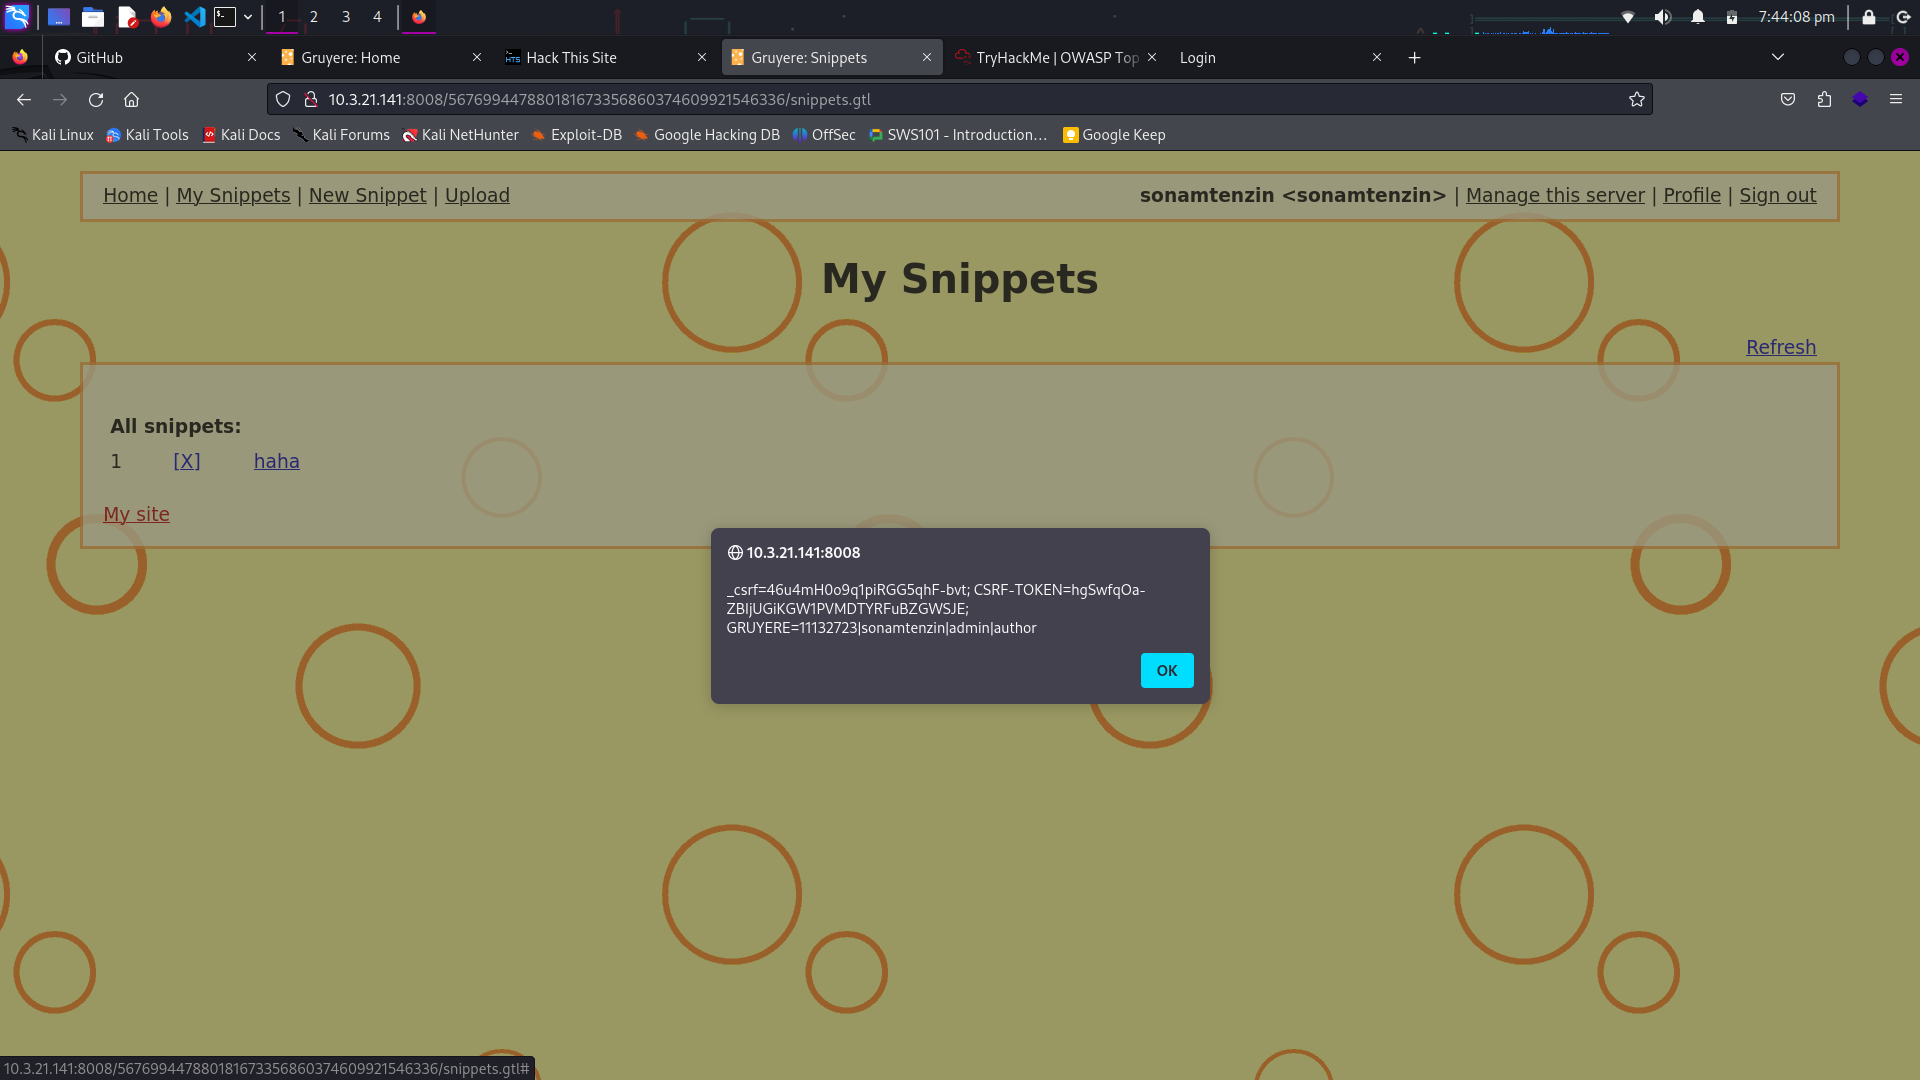 1 2 3 4 7:44:08 pm
GitHub Gruyere: Home Hack This Site Gruyere: Snippets TryHackMe | OWASP Top Login
10.3.21.141:8008/567699447880181673356860374609921546336/snippets.gtl
Kali Linux Kali Tools Kali Docs Kali Forums Kali NetHunter Exploit-DB Google Hacking DB OffSec SWS101 - Introduction... Google Keep
Home | My Snippets | New Snippet | Upload sonamtenzin <sonamtenzin> | Manage this server | Profile | Sign out
My Snippets
Refresh
All snippets:
1 [X] haha
My site
10.3.21.141:8008
_csrf=46u4mH0o9q1piRGG5qhF-bvt; CSRF-TOKEN=hgSwfqOa-
ZBIjUGiKGW1PVMDTYRFuBZGWSJE;
GRUYERE=11132723|sonamtenzin|admin|author
OK
10.3.21.141:8008/567699447880181673356860374609921546336/snippets.gtl#